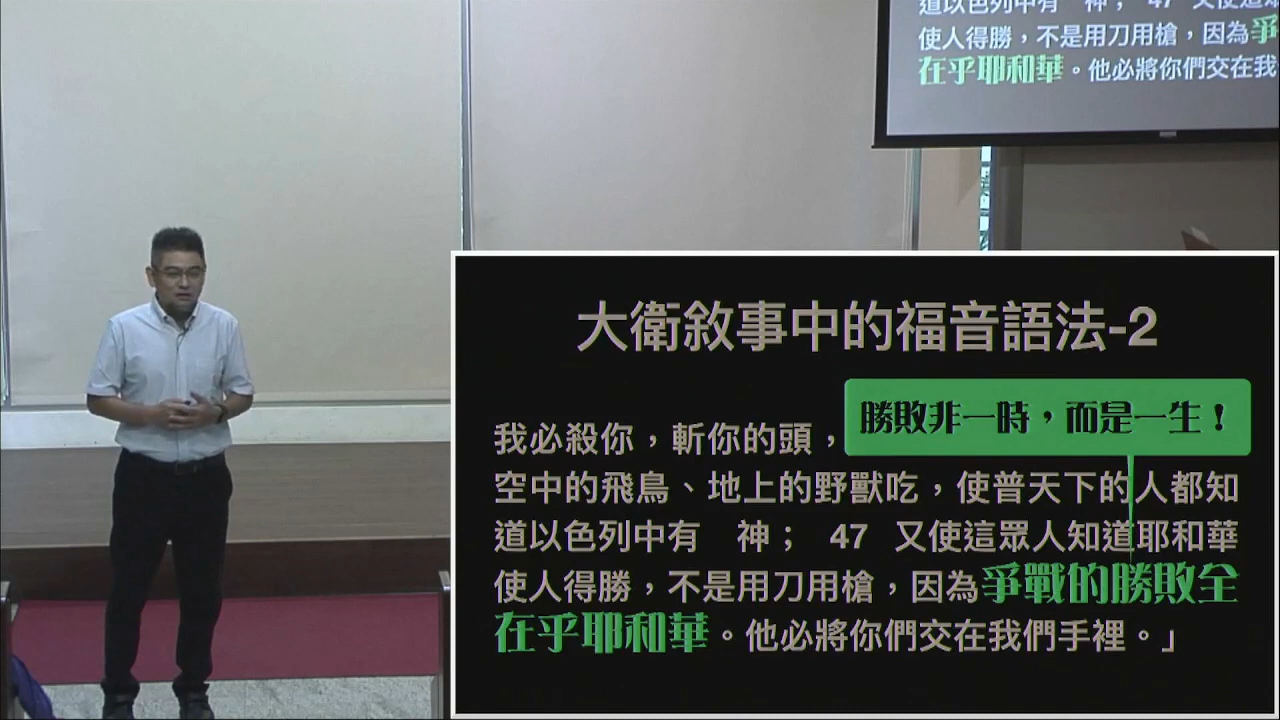 道以色列中有　神； 47 又使這眾
使人得勝，不是用刀用槍，因為爭
在乎耶和華。他必將你們交在我
大衛敘事中的福音語法-2
勝敗非一時，而是一生！
我必殺你，斬你的頭，
空中的飛鳥、地上的野獸吃，使普天下的人都知
道以色列中有　神； 47 又使這眾人知道耶和華
使人得勝，不是用刀用槍，因為爭戰的勝敗全
在乎耶和華。他必將你們交在我們手裡。」